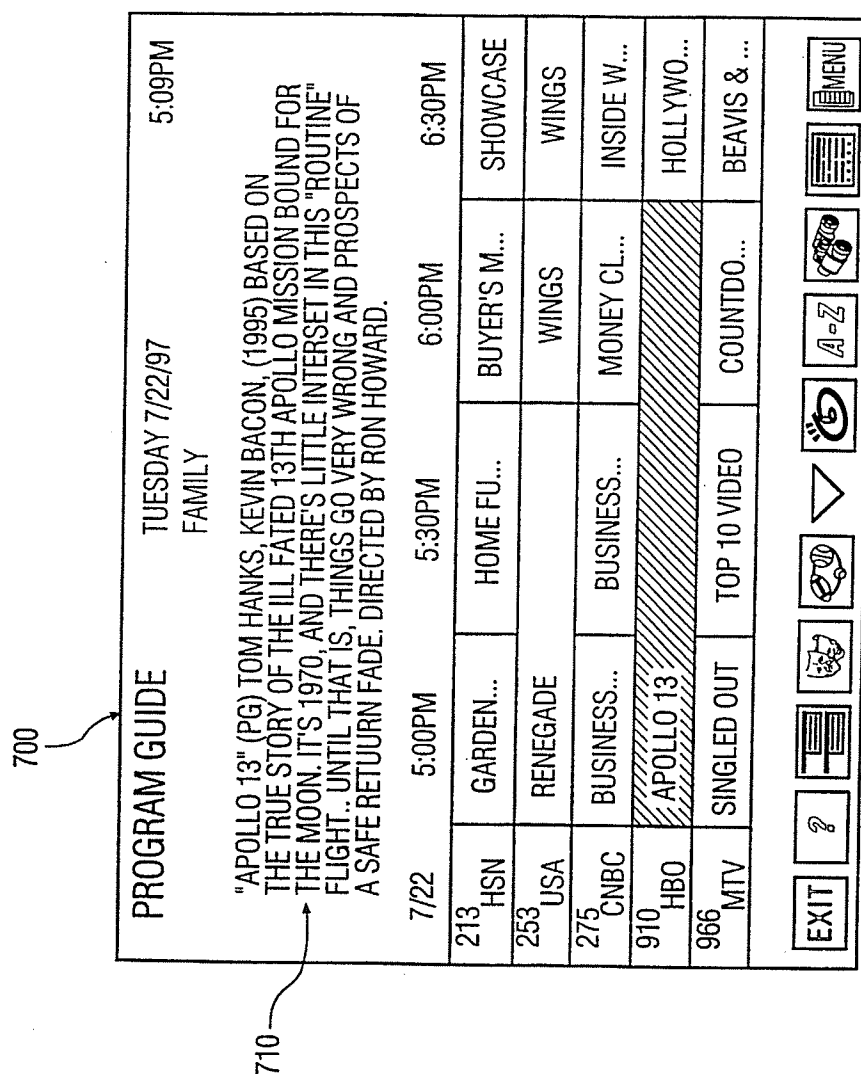 700
PROGRAM GUIDE TUESDAY 7/22/97 5:09PM
FAMILY
710
"APOLLO 13" (PG) TOM HANKS, KEVIN BACON, (1995) BASED ON
THE TRUE STORY OF THE ILL FATED 13TH APOLLO MISSION BOUND FOR
THE MOON. IT'S 1970, AND THERE'S LITTLE INTERSET IN THIS "ROUTINE"
FLIGHT.. UNTIL THAT IS, THINGS GO VERY WRONG AND PROSPECTS OF
A SAFE RETUURN FADE. DIRECTED BY RON HOWARD.
7/22 5:00PM 5:30PM 6:00PM 6:30PM
213 HSN GARDEN... HOME FU... BUYER'S M... SHOWCASE
253 USA RENEGADE WINGS WINGS
275 CNBC BUSINESS... BUSINESS... MONEY CL... INSIDE W...
910 HBO APOLLO 13 HOLLYWO...
966 MTV SINGLED OUT TOP 10 VIDEO COUNTDO... BEAVIS & ...
EXIT ? A-Z MENU